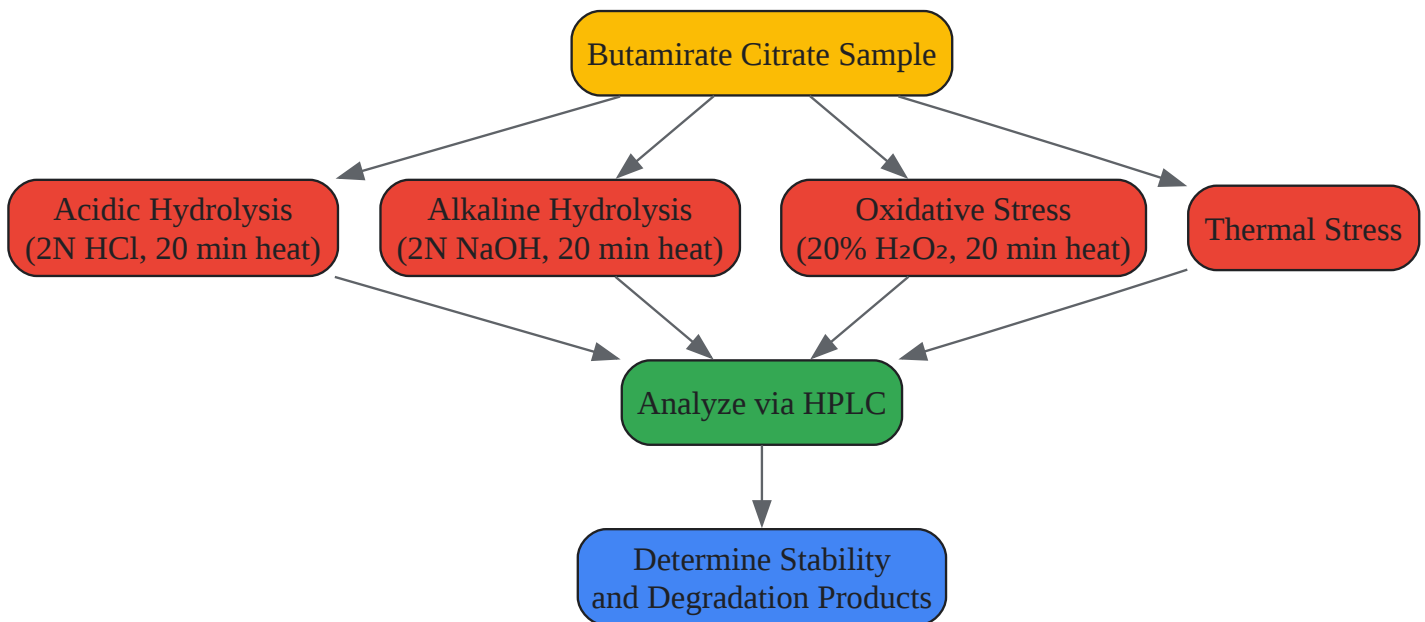 Butamirate Citrate Sample
Acidic Hydrolysis
(2N HCl, 20 min heat)
Alkaline Hydrolysis
(2N NaOH, 20 min heat)
Oxidative Stress
(20% H₂O₂, 20 min heat)
Thermal Stress
Analyze via HPLC
Determine Stability
and Degradation Products